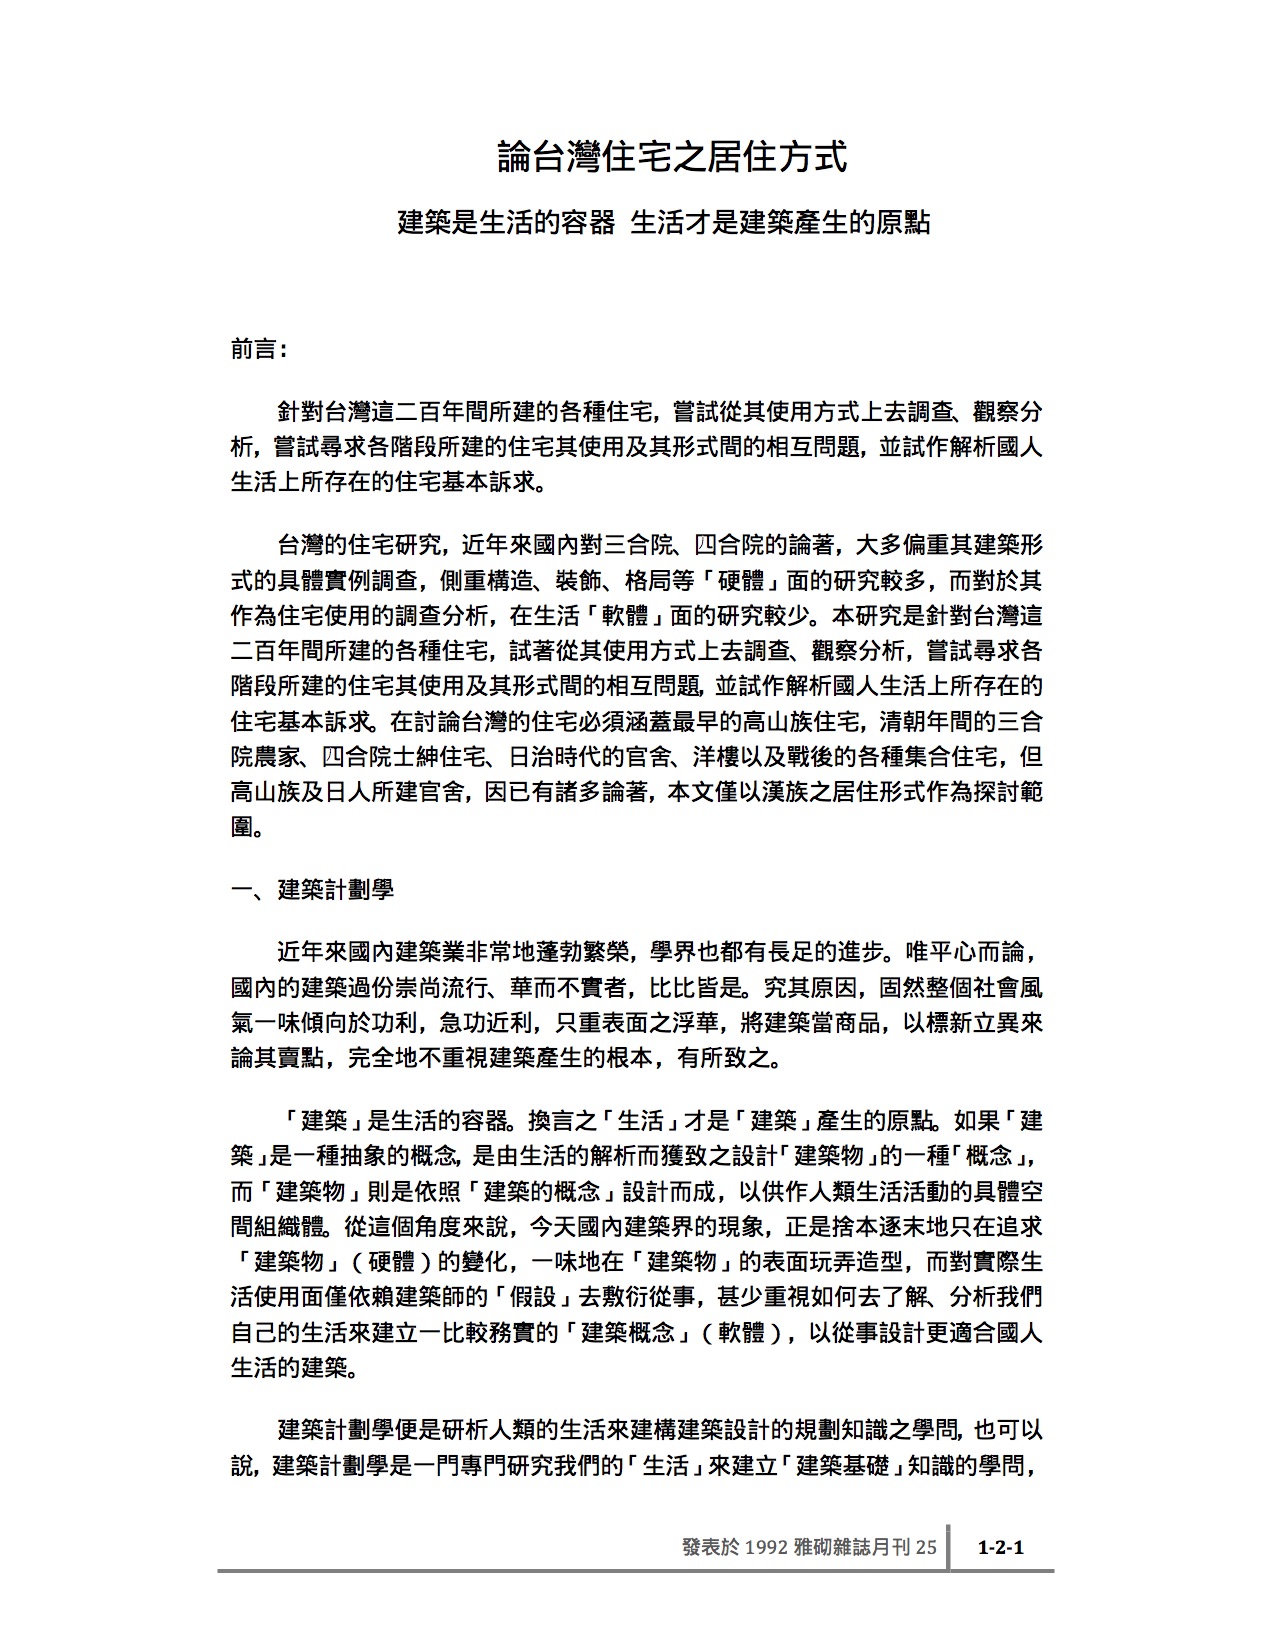 論台灣住宅之居住方式
建築是生活的容器 生活才是建築產生的原點
前言：
針對台灣這二百年間所建的各種住宅，嘗試從其使用方式上去調查、觀察分
析，嘗試尋求各階段所建的住宅其使用及其形式間的相互問題，並試作解析國人
生活上所存在的住宅基本訴求。
台灣的住宅研究，近年來國內對三合院、四合院的論著，大多偏重其建築形
式的具體實例調查，側重構造、裝飾、格局等「硬體」面的研究較多，而對於其
作為住宅使用的調查分析，在生活「軟體」面的研究較少。本研究是針對台灣這
二百年間所建的各種住宅，試著從其使用方式上去調查、觀察分析，嘗試尋求各
階段所建的住宅其使用及其形式間的相互問題，並試作解析國人生活上所存在的
住宅基本訴求。在討論台灣的住宅必須涵蓋最早的高山族住宅，清朝年間的三合
院農家、四合院士紳住宅、日治時代的官舍、洋樓以及戰後的各種集合住宅，但
高山族及日人所建官舍，因已有諸多論著，本文僅以漢族之居住形式作為探討範
圍。
一、建築計劃學
近年來國內建築業非常地蓬勃繁榮，學界也都有長足的進步。唯平心而論，
國內的建築過份崇尚流行、華而不實者，比比皆是。究其原因，固然整個社會風
氣一味傾向於功利，急功近利，只重表面之浮華，將建築當商品，以標新立異來
論其賣點，完全地不重視建築產生的根本，有所致之。
「建築」是生活的容器。換言之「生活」才是「建築」產生的原點。如果「建
築」是一種抽象的概念，是由生活的解析而獲致之設計「建築物」的一種「概念」，
而「建築物」則是依照「建築的概念」設計而成，以供作人類生活活動的具體空
間組織體。從這個角度來說，今天國內建築界的現象，正是捨本逐末地只在追求
「建築物」（硬體）的變化，一味地在「建築物」的表面玩弄造型，而對實際生
活使用面僅依賴建築師的「假設」去敷衍從事，甚少重視如何去了解、分析我們
自己的生活來建立一比較務實的「建築概念」（軟體），以從事設計更適合國人
生活的建築。
建築計劃學便是研析人類的生活來建構建築設計的規劃知識之學問，也可以
說，建築計劃學是一門專門研究我們的「生活」來建立「建築基礎」知識的學問，
發表於 1992 雅砌雜誌月刊 25 1-2-1